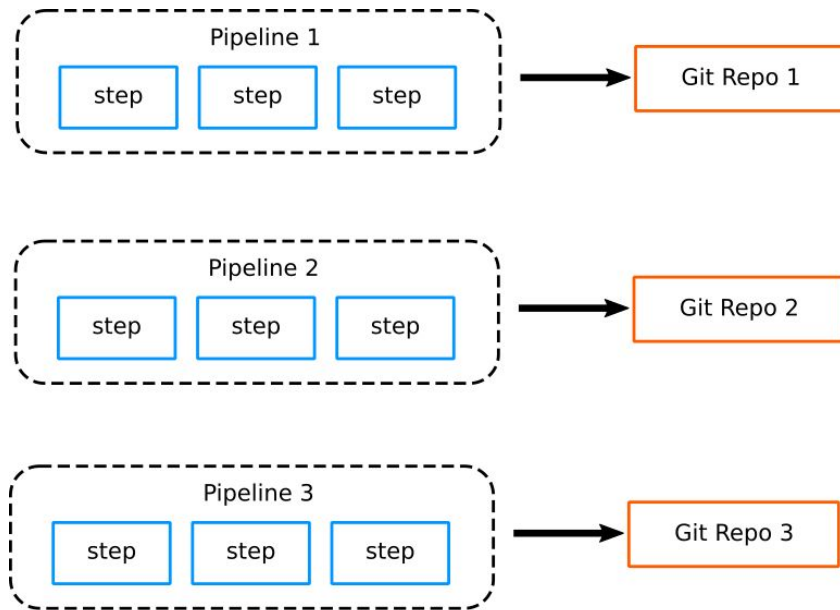 Pipeline 1
step step step
Git Repo 1
Pipeline 2
step step step
Git Repo 2
Pipeline 3
step step step
Git Repo 3